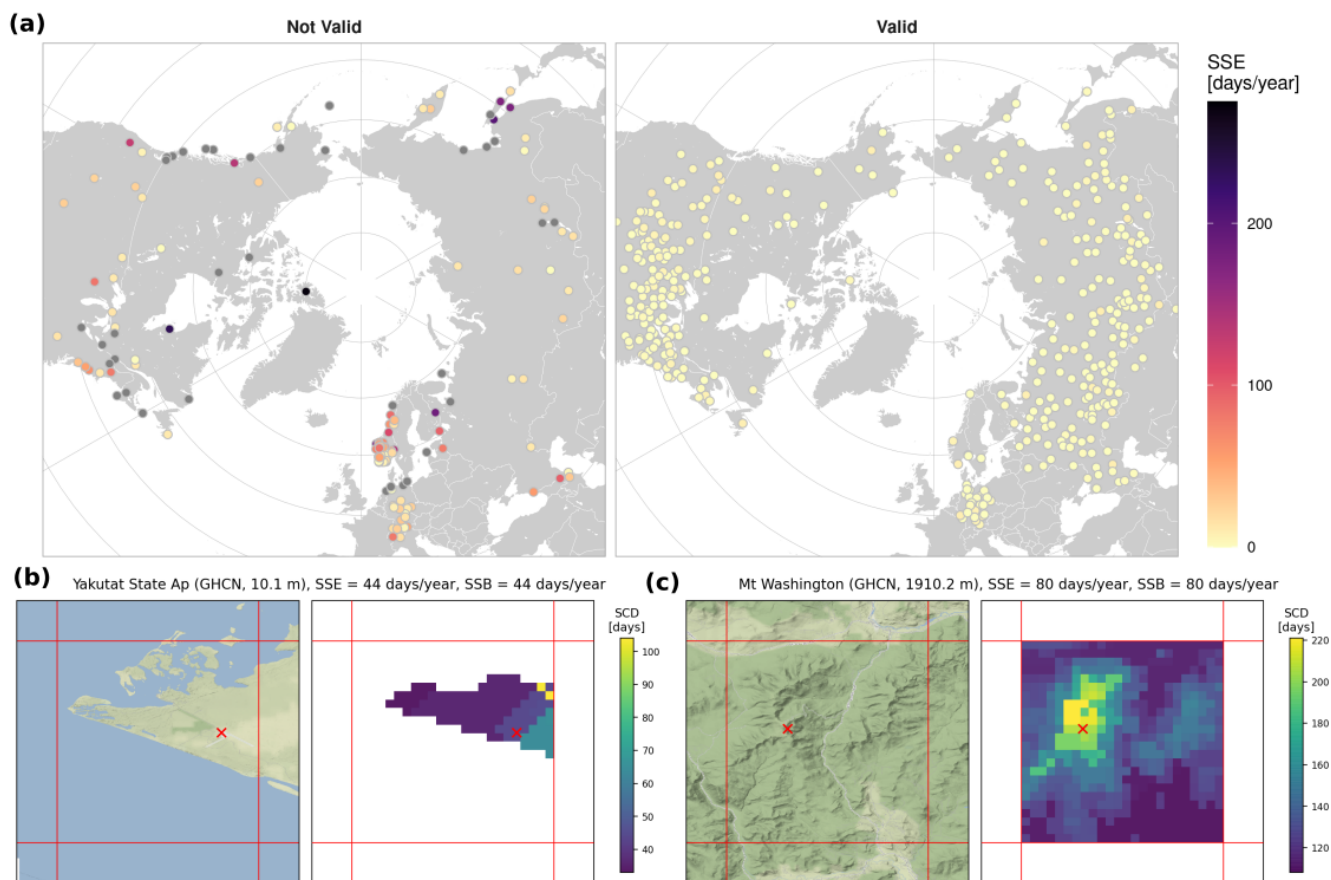 (a)
Not Valid
Valid
SSE
[days/year]
200
100
0
(b)
Yakutat State Ap (GHCN, 10.1 m), SSE = 44 days/year, SSB = 44 days/year
SCD
[days]
100
90
80
70
60
50
40
(c)
Mt Washington (GHCN, 1910.2 m), SSE = 80 days/year, SSB = 80 days/year
SCD
[days]
220
200
180
160
140
120